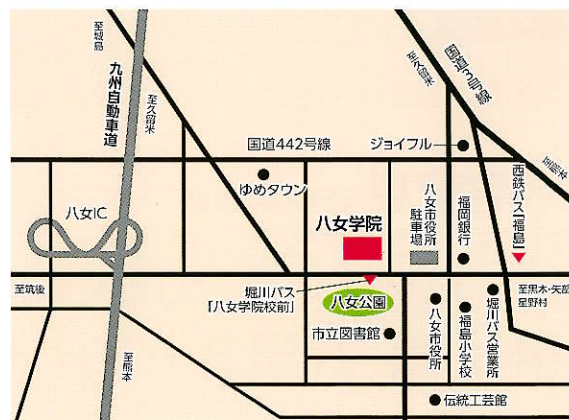 至城島
九州自動車道
至久留米
至久留米
国道3号線
国道442号線
ジョイフル
ゆめタウン
西鉄バス「福島」
至熊本
八女IC
八女学院
八女市役所
駐車場
福岡銀行
至筑後
堀川バス
「八女学院校前」
八女公園
市立図書館
八女市役所
福島小学校
堀川バス営業所
至黒木・矢部
星野村
至熊本
伝統工芸館